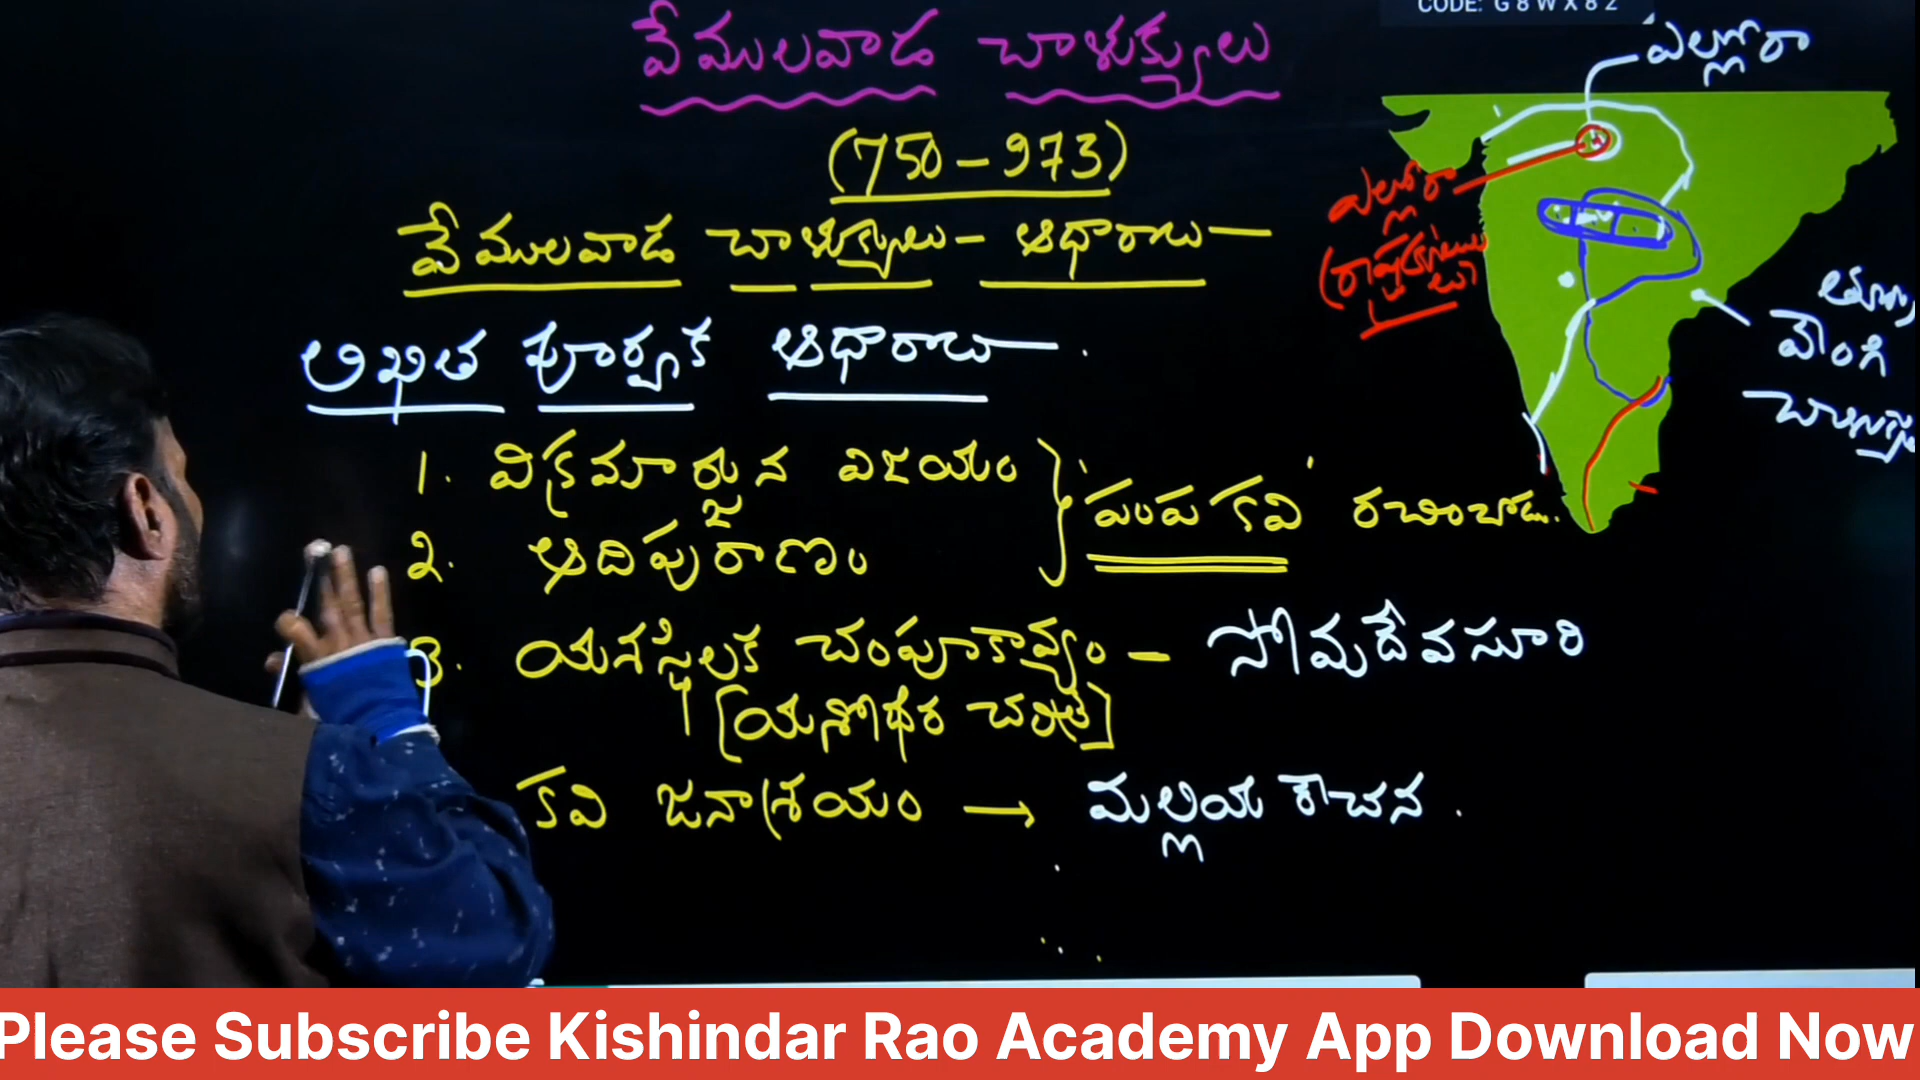 CODE: G8WX82
వేములవాడ చాళుక్యులు
(750-973)
వేములవాడ చాళుక్యులు - ఆధారాలు
లిఖిత పూర్వక ఆధారాలు
1. విక్రమార్జున విజయం
2. ఆదిపురాణం
పంపకవి రచించాడు.
3. యశస్తిలక చంపూకావ్యం - సోమదేవసూరి
[యశోధర చరిత]
కవి జనాశ్రయం → మల్లియ రేచన .
ఎల్లోరా
ఎల్లోరా
వేంగి
Please Subscribe Kishindar Rao Academy App Download Now